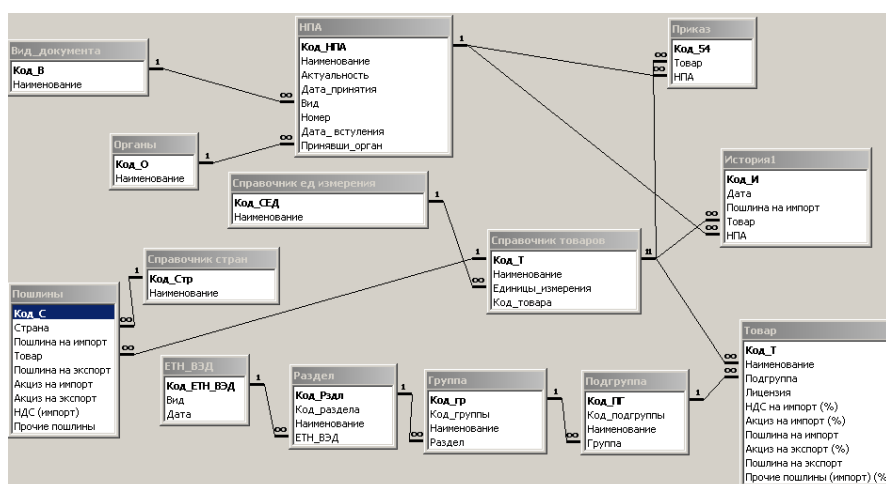 НПА
Код_НПА
Наименование
Актуальность
Дата_принятия
Вид
Номер
Дата_ вступления
Принявши_орган
Приказ
Код_54
Товар
НПА
Вид_документа
Код_В
Наименование
Органы
Код_О
Наименование
Справочник ед измерения
Код_СЕД
Наименование
История1
Код_И
Дата
Пошлина на импорт
Товар
НПА
Справочник товаров
Код_Т
Наименование
Единицы_измерения
Код_товара
Справочник стран
Код_Стр
Наименование
Пошлины
Код_С
Страна
Пошлина на импорт
Товар
Пошлина на экспорт
Акциз на импорт
Акциз на экспорт
НДС (импорт)
Прочие пошлины
ЕТН_ВЭД
Код_ЕТН_ВЭД
Вид
Дата
Раздел
Код_Рздл
Код_раздела
Наименование
ЕТН_ВЭД
Группа
Код_гр
Код_группы
Наименование
Раздел
Подгруппа
Код_ПГ
Код_подгруппы
Наименование
Группа
Товар
Код_Т
Наименование
Подгруппа
Лицензия
НДС на импорт (%)
Акциз на импорт (%)
Пошлина на импорт
Акциз на экспорт (%)
Пошлина на экспорт
Прочие пошлины (импорт) (%